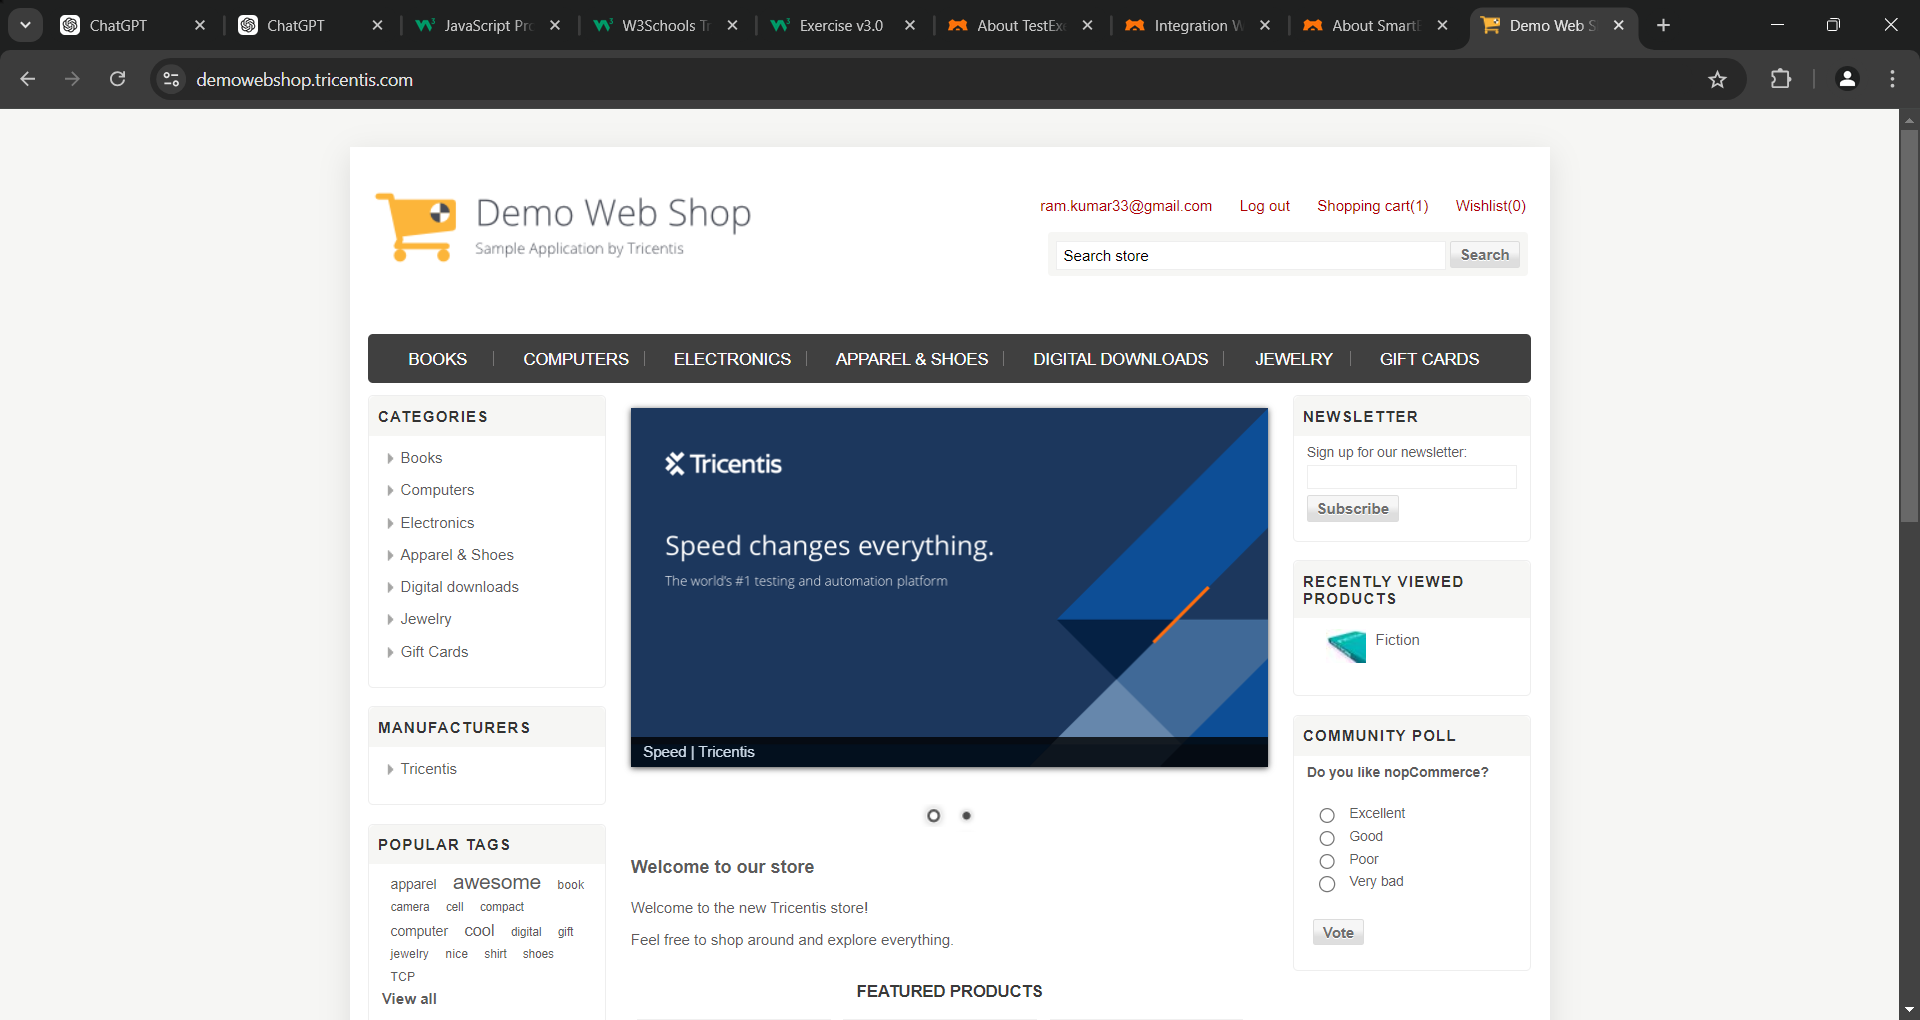 ChatGPT
ChatGPT
JavaScript Pro
W3Schools Tr
Exercise v3.0
About TestExe
Integration W
About SmartE
Demo Web S
demowebshop.tricentis.com
Demo Web Shop
Sample Application by Tricentis
ram.kumar33@gmail.com Log out Shopping cart(1) Wishlist(0)
Search store Search
BOOKS COMPUTERS ELECTRONICS APPAREL & SHOES DIGITAL DOWNLOADS JEWELRY GIFT CARDS
CATEGORIES
Books
Computers
Electronics
Apparel & Shoes
Digital downloads
Jewelry
Gift Cards
MANUFACTURERS
Tricentis
POPULAR TAGS
apparel awesome book
camera cell compact
computer cool digital gift
jewelry nice shirt shoes
TCP
View all
Tricentis
Speed changes everything.
The world's #1 testing and automation platform
Speed | Tricentis
Welcome to our store
Welcome to the new Tricentis store!
Feel free to shop around and explore everything.
FEATURED PRODUCTS
NEWSLETTER
Sign up for our newsletter:
Subscribe
RECENTLY VIEWED
PRODUCTS
Fiction
COMMUNITY POLL
Do you like nopCommerce?
Excellent
Good
Poor
Very bad
Vote